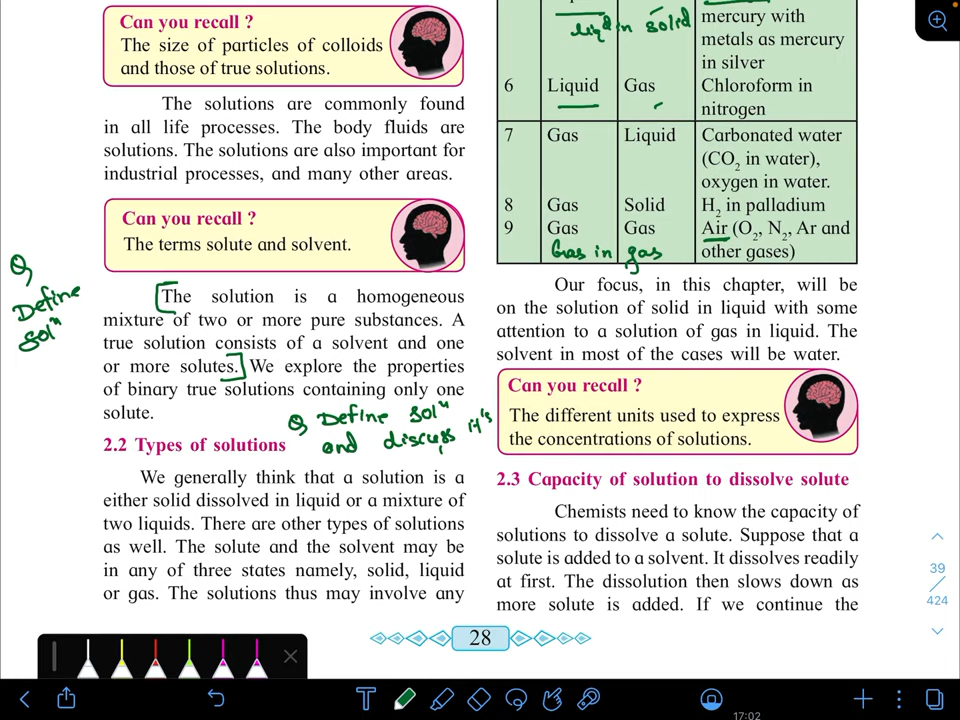 Can you recall ?
The size of particles of colloids
and those of true solutions.
The solutions are commonly found
in all life processes. The body fluids are
solutions. The solutions are also important for
industrial processes, and many other areas.
Can you recall ?
The terms solute and solvent.
Q
Define
solⁿ
The solution is a homogeneous
mixture of two or more pure substances. A
true solution consists of a solvent and one
or more solutes. We explore the properties
of binary true solutions containing only one
solute.
Q Define solⁿ
and discuss it's
2.2 Types of solutions
We generally think that a solution is a
either solid dissolved in liquid or a mixture of
two liquids. There are other types of solutions
as well. The solute and the solvent may be
in any of three states namely, solid, liquid
or gas. The solutions thus may involve any
liqd in solid
mercury with
metals as mercury
in silver
6 Liquid Gas Chloroform in
nitrogen
7 Gas Liquid Carbonated water
(CO₂ in water),
oxygen in water.
8 Gas Solid H₂ in palladium
9 Gas Gas Air (O₂, N₂, Ar and
Gas in gas other gases)
Our focus, in this chapter, will be
on the solution of solid in liquid with some
attention to a solution of gas in liquid. The
solvent in most of the cases will be water.
Can you recall ?
The different units used to express
the concentrations of solutions.
2.3 Capacity of solution to dissolve solute
Chemists need to know the capacity of
solutions to dissolve a solute. Suppose that a
solute is added to a solvent. It dissolves readily
at first. The dissolution then slows down as
more solute is added. If we continue the
28
39
424
T
17:02